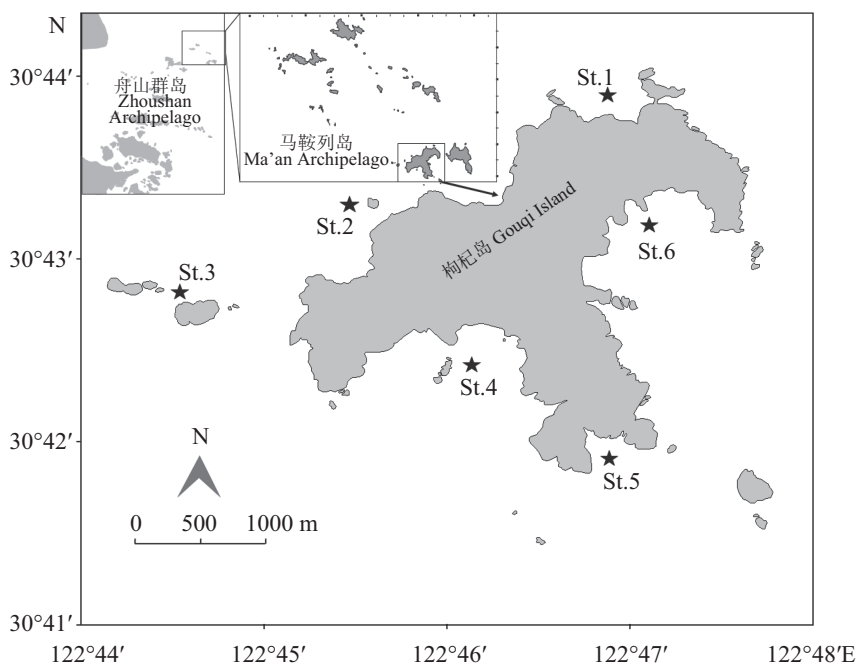 N
30°44′
30°43′
30°42′
30°41′
舟山群岛
Zhoushan
Archipelago
马鞍列岛
Ma’an Archipelago
St.1
St.2
St.3
枸杞岛 Gouqi Island
St.6
St.4
St.5
N
0 500 1000 m
122°44′ 122°45′ 122°46′ 122°47′ 122°48′E